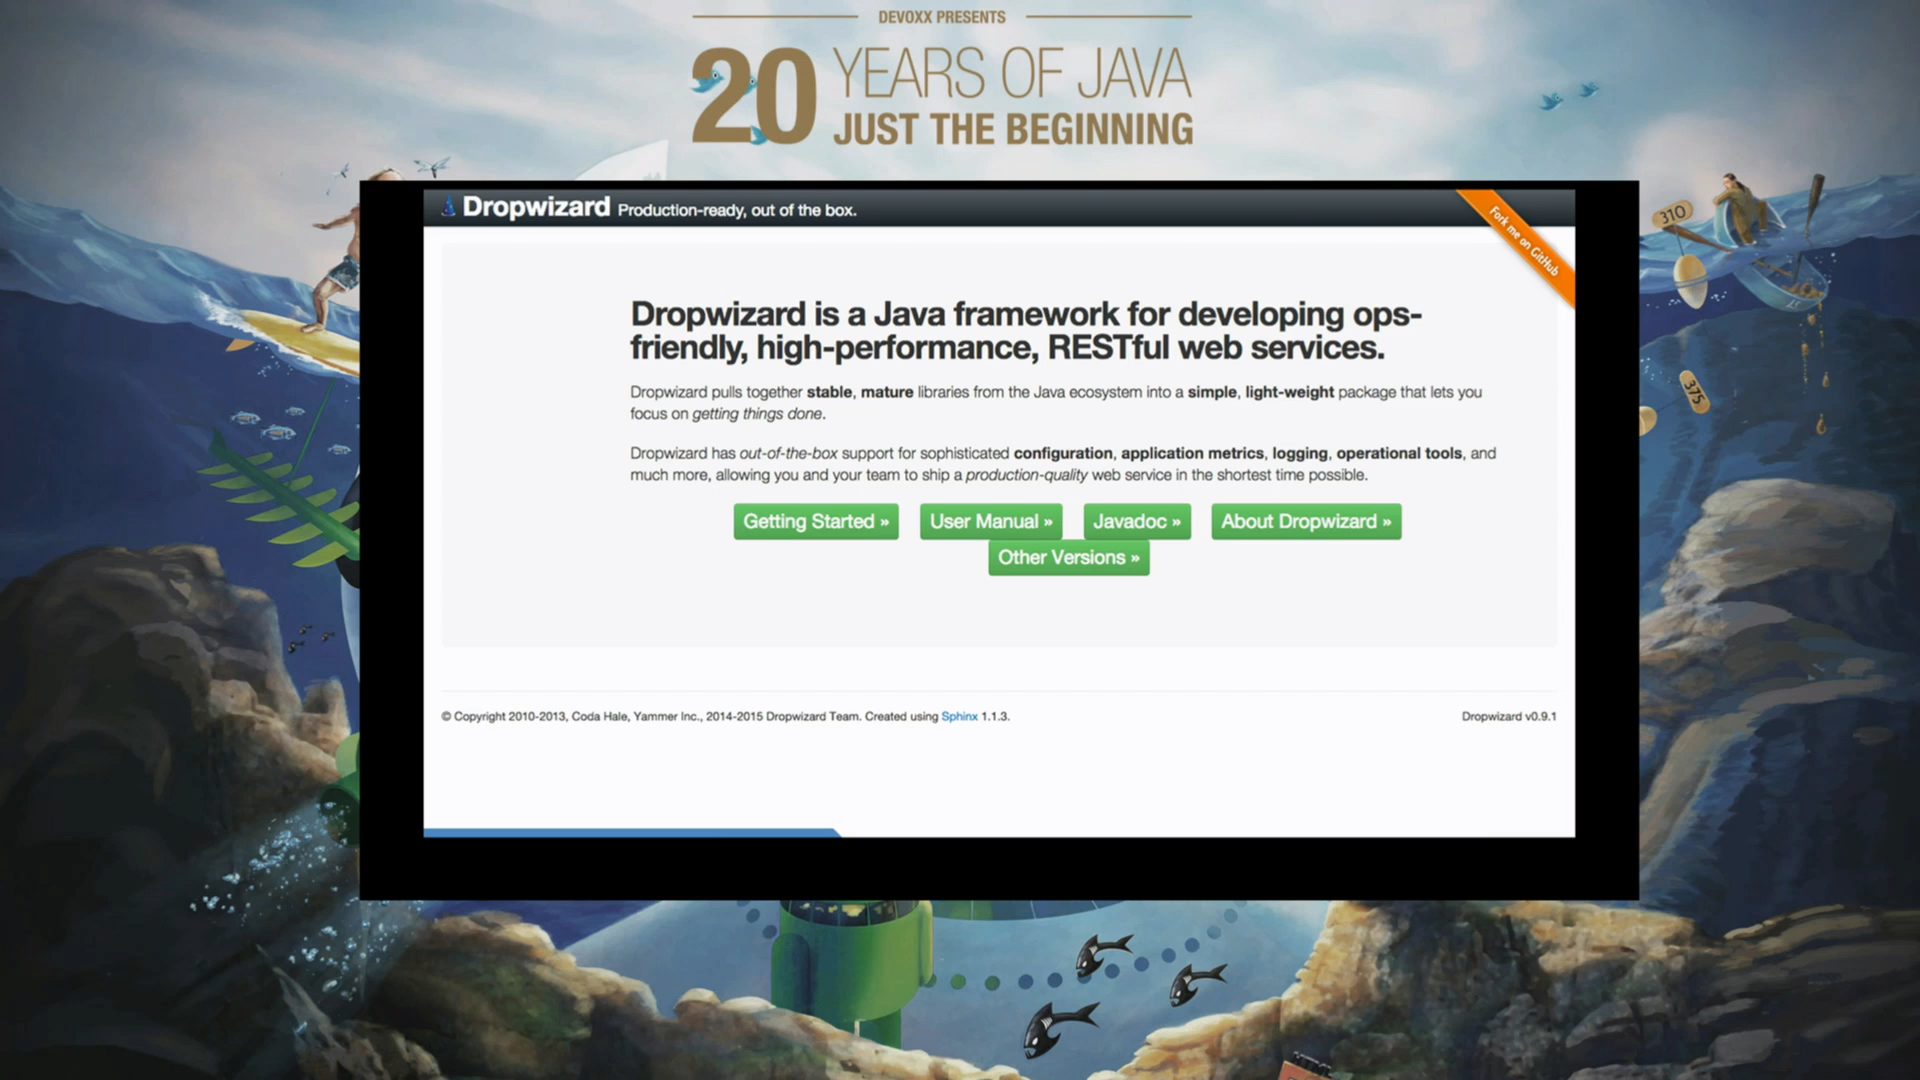 DEVOXX PRESENTS
20 YEARS OF JAVA
JUST THE BEGINNING
Dropwizard Production-ready, out of the box.
Fork me on GitHub
310
Dropwizard is a Java framework for developing ops-
friendly, high-performance, RESTful web services.
Dropwizard pulls together stable, mature libraries from the Java ecosystem into a simple, light-weight package that lets you
focus on getting things done.
375
Dropwizard has out-of-the-box support for sophisticated configuration, application metrics, logging, operational tools, and
much more, allowing you and your team to ship a production-quality web service in the shortest time possible.
Getting Started » User Manual » Javadoc » About Dropwizard »
Other Versions »
© Copyright 2010-2013, Coda Hale, Yammer Inc., 2014-2015 Dropwizard Team. Created using Sphinx 1.1.3. Dropwizard v0.9.1